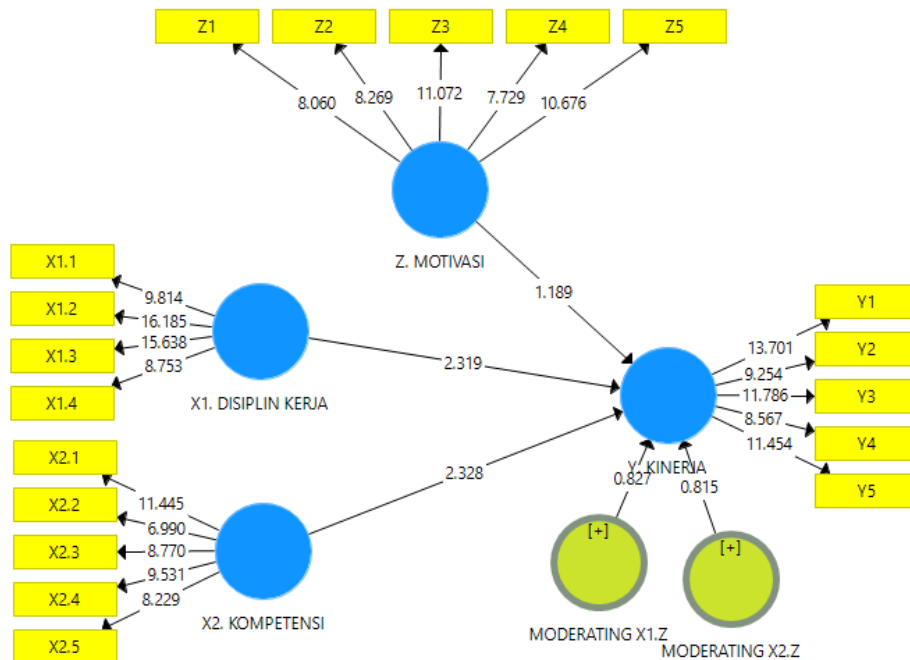 Z1
Z2
Z3
Z4
Z5
8.060
8.269
11.072
7.729
10.676
Z. MOTIVASI
X1.1
X1.2
X1.3
X1.4
9.814
16.185
15.638
8.753
X1. DISIPLIN KERJA
1.189
2.319
X2.1
X2.2
X2.3
X2.4
X2.5
11.445
6.990
8.770
9.531
8.229
X2. KOMPETENSI
2.328
Y1
Y2
Y3
Y4
Y5
13.701
9.254
11.786
8.567
11.454
Y. KINERJA
0.827
0.815
[+]
[+]
MODERATING X1.Z
MODERATING X2.Z